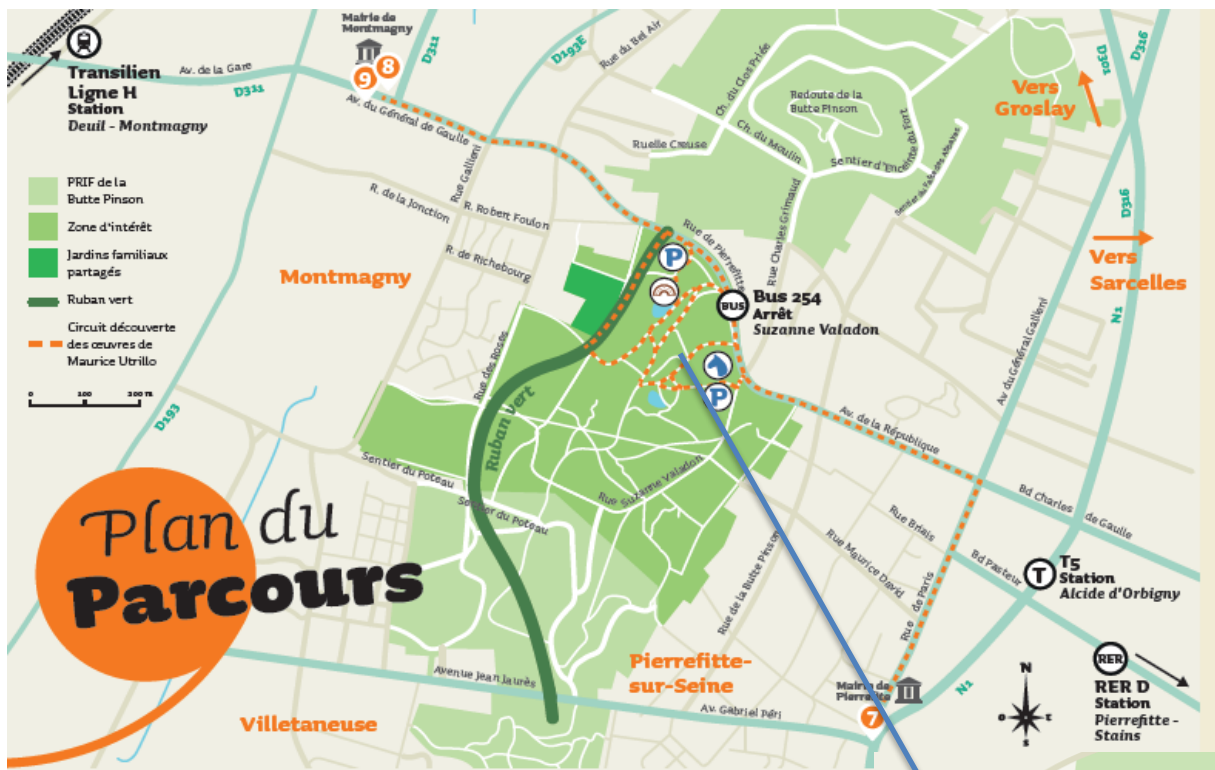 Mairie de
Montmagny
9
8
D311
D193E
Rue du Bel Air
Ch. du Clos Priée
D301
D316
Transilien
Ligne H
Station
Deuil - Montmagny
Av. de la Gare
D311
Av. du Général de Gaulle
Redoute de la
Butte Pinson
Vers
Groslay
Ruelle Creuse
Ch. du Moulin
Sentier d'Enceinte du Fort
PRIF de la
Butte Pinson
Zone d'intérêt
Jardins familiaux
partagés
Ruban vert
Circuit découverte
des œuvres de
Maurice Utrillo
0 100 200 m
Rue Gallieni
R. de la Jonction
R. Robert Foulon
R. de Richebourg
Rue de Pierrefitte
Rue Charles Grimaud
D316
Vers
Sarcelles
Montmagny
P
BUS
Bus 254
Arrêt
Suzanne Valadon
N1
Av du Général Gallieni
Rue des Roses
Ruban vert
P
D193
Av. de la République
Sentier du Poteau
Sentier du Poteau
Rue Suzanne Valadon
Bd Charles de Gaulle
Rue Briais
Rue Maurice David
Bd Pasteur
Plan du
Parcours
T
T5
Station
Alcide d'Orbigny
Rue de la Butte Pinson
Rue de Paris
Pierrefitte-
sur-Seine
Avenue Jean Jaurès
Mairie de
Pierrefitte
7
Av. Gabriel Péri
N1
Villetaneuse
N
O E
S
RER
RER D
Station
Pierrefitte -
Stains